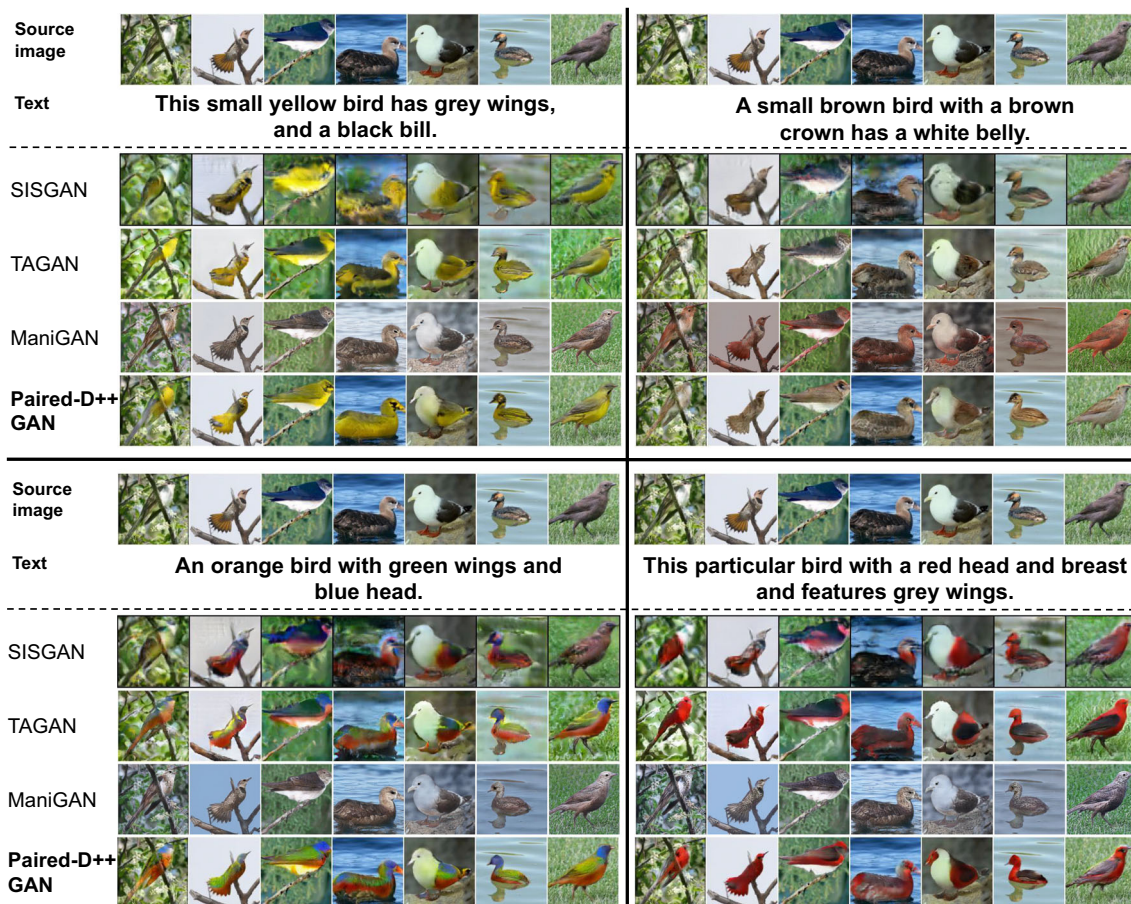 Source
image
Text
This small yellow bird has grey wings,
and a black bill.
A small brown bird with a brown
crown has a white belly.
SISGAN
TAGAN
ManiGAN
Paired-D++
GAN
Source
image
Text
An orange bird with green wings and
blue head.
This particular bird with a red head and breast
and features grey wings.
SISGAN
TAGAN
ManiGAN
Paired-D++
GAN